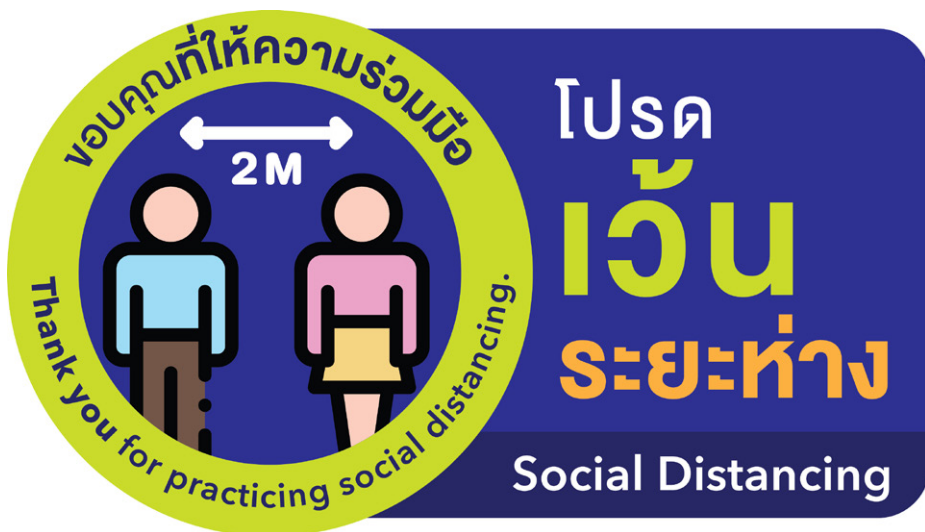 ขอบคุณที่ให้ความร่วมมือ
2M
Thank you for practicing social distancing.
โปรด
เว้น
ระยะห่าง
Social Distancing